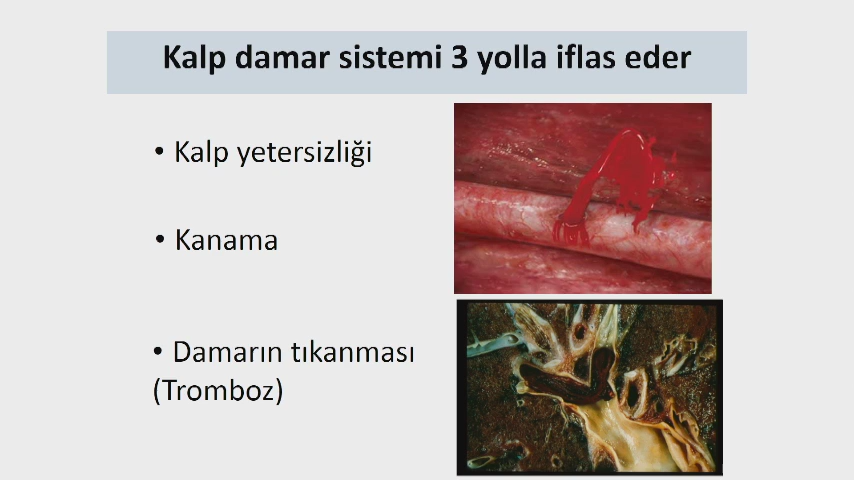 Kalp damar sistemi 3 yolla iflas eder
• Kalp yetersizliği
• Kanama
• Damarın tıkanması
(Tromboz)